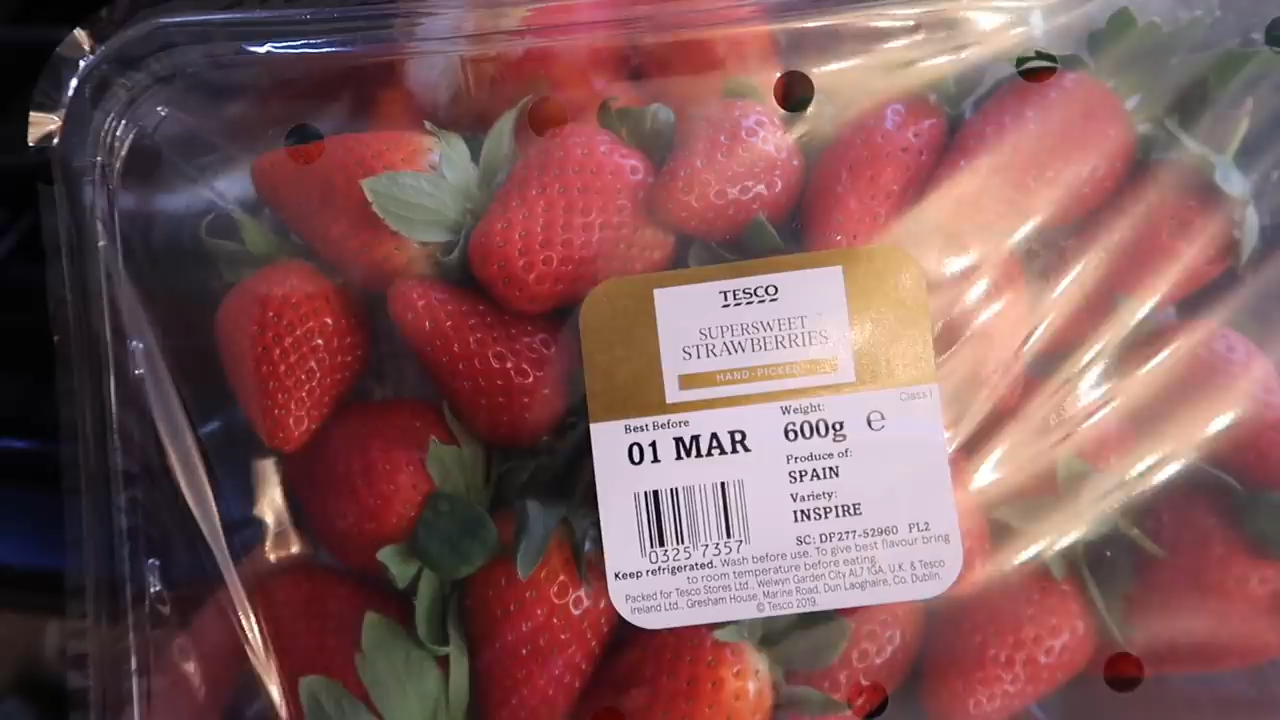 TESCO
SUPERSWEET
STRAWBERRIES
HAND-PICKED
Class I
Best Before
01 MAR
Weight:
600g e
Produce of:
SPAIN
Variety:
INSPIRE
SC: DP277-52960 PL2
0325 7357
Keep refrigerated. Wash before use. To give best flavour bring
to room temperature before eating.
Packed for Tesco Stores Ltd., Welwyn Garden City AL7 1GA, U.K. & Tesco
Ireland Ltd., Gresham House, Marine Road, Dun Laoghaire, Co. Dublin.
© Tesco 2019.